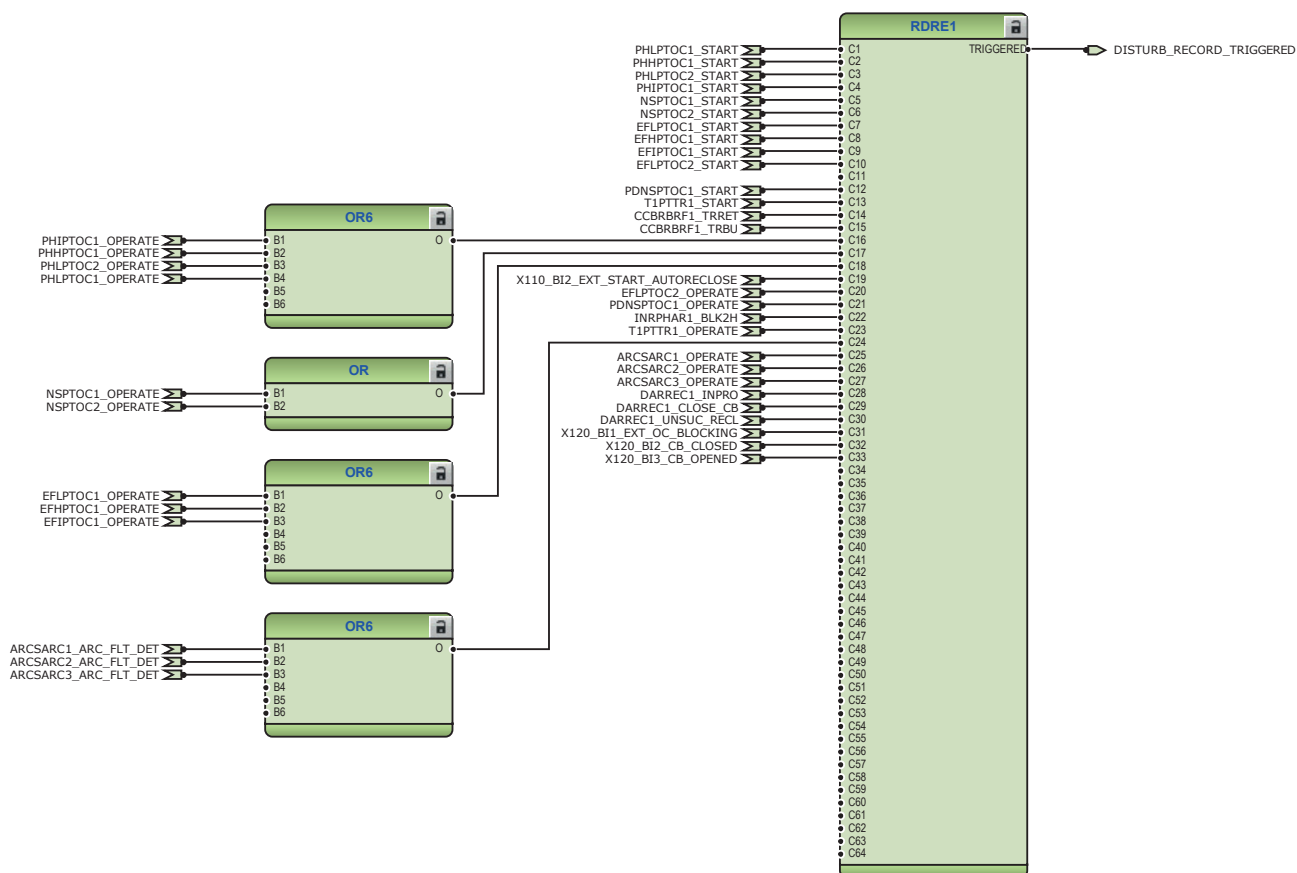 RDRE1
TRIGGERED
DISTURB_RECORD_TRIGGERED
PHLPTOC1_START C1
PHHPTOC1_START C2
PHLPTOC2_START C3
PHIPTOC1_START C4
NSPTOC1_START C5
NSPTOC2_START C6
EFLPTOC1_START C7
EFHPTOC1_START C8
EFIPTOC1_START C9
EFLPTOC2_START C10
C11
PDNSPTOC1_START C12
T1PTTR1_START C13
CCBRBRF1_TRRET C14
CCBRBRF1_TRBU C15
C16
C17
C18
X110_BI2_EXT_START_AUTORECLOSE C19
EFLPTOC2_OPERATE C20
PDNSPTOC1_OPERATE C21
INRPHAR1_BLK2H C22
T1PTTR1_OPERATE C23
C24
ARCSARC1_OPERATE C25
ARCSARC2_OPERATE C26
ARCSARC3_OPERATE C27
DARREC1_INPRO C28
DARREC1_CLOSE_CB C29
DARREC1_UNSUC_RECL C30
X120_BI1_EXT_OC_BLOCKING C31
X120_BI2_CB_CLOSED C32
X120_BI3_CB_OPENED C33
C34
C35
C36
C37
C38
C39
C40
C41
C42
C43
C44
C45
C46
C47
C48
C49
C50
C51
C52
C53
C54
C55
C56
C57
C58
C59
C60
C61
C62
C63
C64
OR6
PHIPTOC1_OPERATE B1 O
PHHPTOC1_OPERATE B2
PHLPTOC2_OPERATE B3
PHLPTOC1_OPERATE B4
B5
B6
OR
NSPTOC1_OPERATE B1 O
NSPTOC2_OPERATE B2
OR6
EFLPTOC1_OPERATE B1 O
EFHPTOC1_OPERATE B2
EFIPTOC1_OPERATE B3
B4
B5
B6
OR6
ARCSARC1_ARC_FLT_DET B1 O
ARCSARC2_ARC_FLT_DET B2
ARCSARC3_ARC_FLT_DET B3
B4
B5
B6